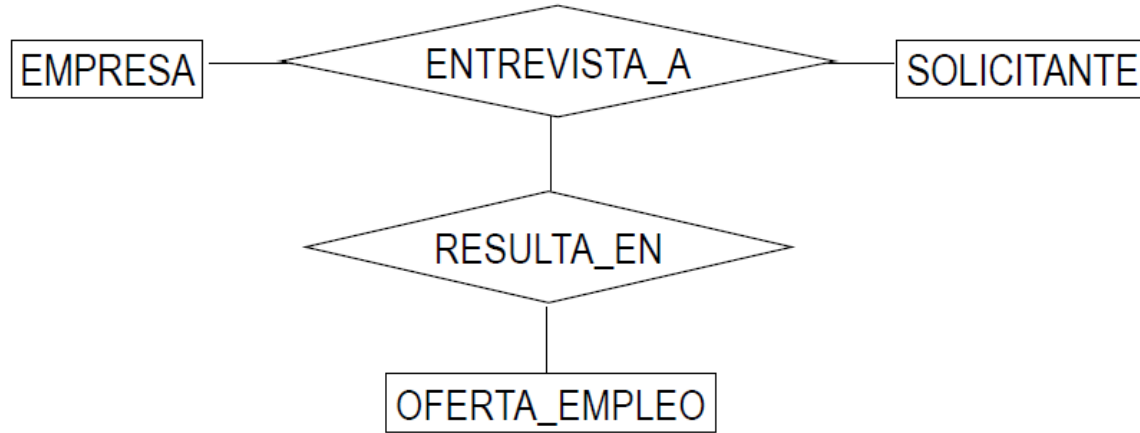 EMPRESA
ENTREVISTA_A
SOLICITANTE
RESULTA_EN
OFERTA_EMPLEO